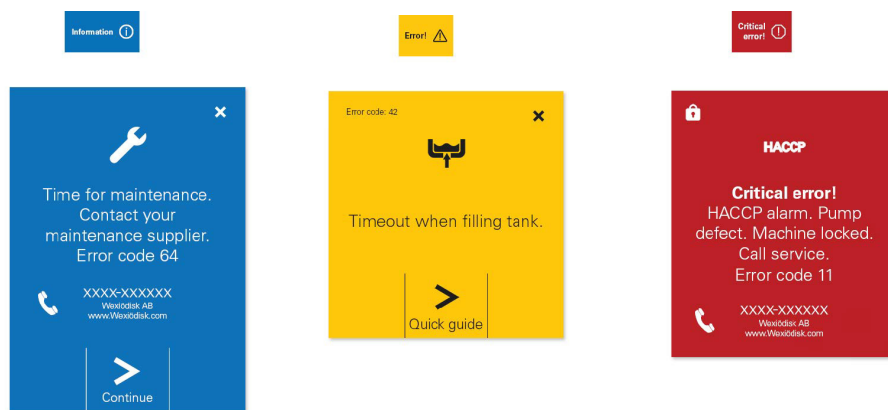 Information
Error!
Critical
error!
Time for maintenance.
Contact your
maintenance supplier.
Error code 64
XXXX-XXXXXX
Wexiödisk AB
www.Wexiödisk.com
Continue
Error code: 42
Timeout when filling tank.
Quick guide
HACCP
Critical error!
HACCP alarm. Pump
defect. Machine locked.
Call service.
Error code 11
XXXX-XXXXXX
Wexiödisk AB
www.Wexiödisk.com